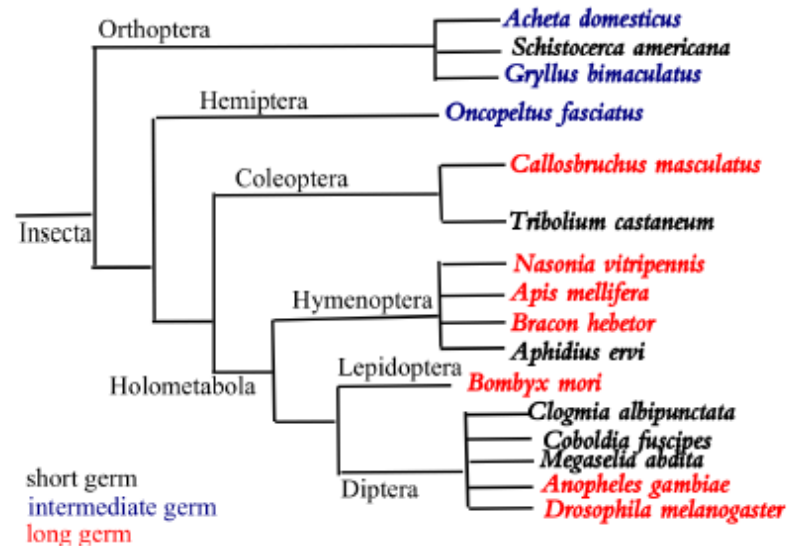 Orthoptera
Acheta domesticus
Schistocerca americana
Gryllus bimaculatus
Hemiptera
Oncopeltus fasciatus
Coleoptera
Callosbruchus masculatus
Tribolium castaneum
Insecta
Nasonia vitripennis
Hymenoptera
Apis mellifera
Bracon hebetor
Aphidius ervi
Lepidoptera
Holometabola
Bombyx mori
Clogmia albipunctata
Coboldia fuscipes
Megaselid abdita
Diptera
Anopheles gambiae
Drosophila melanogaster
short germ
intermediate germ
long germ